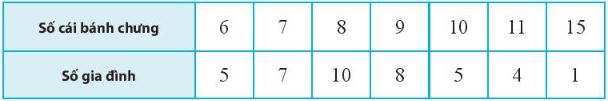 Số cái bánh chưng 6 7 8 9 10 11 15
Số gia đình 5 7 10 8 5 4 1